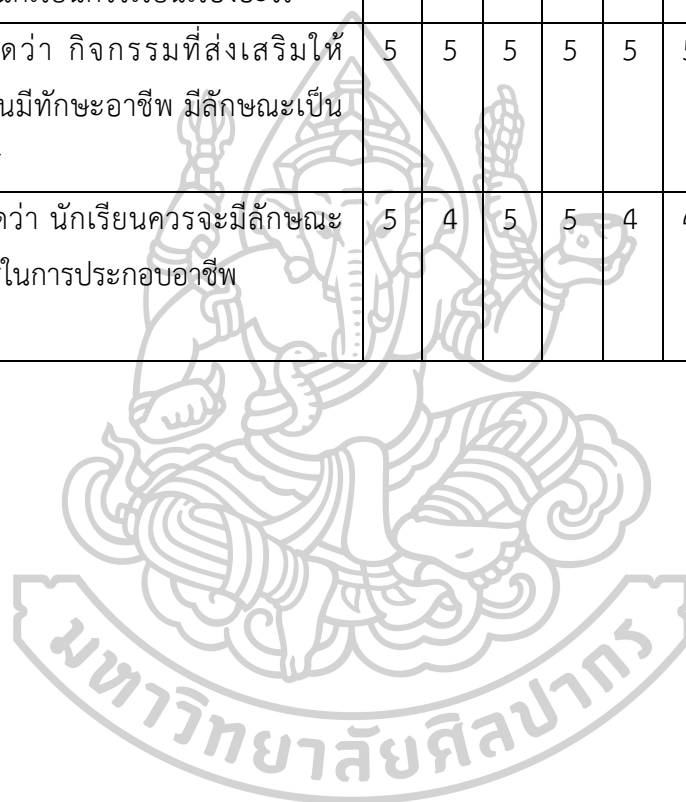 ดว่า กิจกรรมที่ส่งเสริมให้ 5 5 5 5 5
นมีทักษะอาชีพ มีลักษณะเป็น
ดว่า นักเรียนควรจะมีลักษณะ 5 4 5 5 4
ในการประกอบอาชีพ
มหาวิทยาลัยศิลปากร